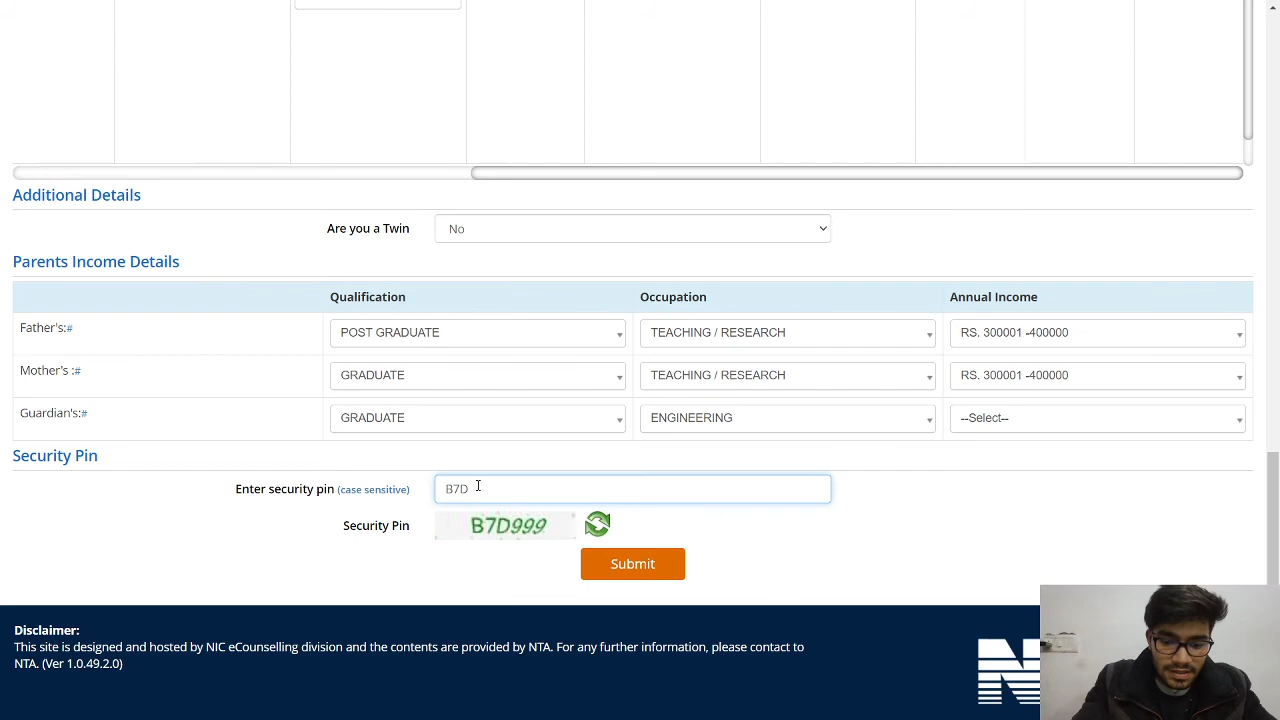 Additional Details
Are you a Twin No
Parents Income Details
Qualification Occupation Annual Income
Father's:# POST GRADUATE TEACHING / RESEARCH RS. 300001 -400000
Mother's :# GRADUATE TEACHING / RESEARCH RS. 300001 -400000
Guardian's:# GRADUATE ENGINEERING --Select--
Security Pin
Enter security pin (case sensitive) B7D
Security Pin B7D999
Submit
Disclaimer:
This site is designed and hosted by NIC eCounselling division and the contents are provided by NTA. For any further information, please contact to
NTA. (Ver 1.0.49.2.0)